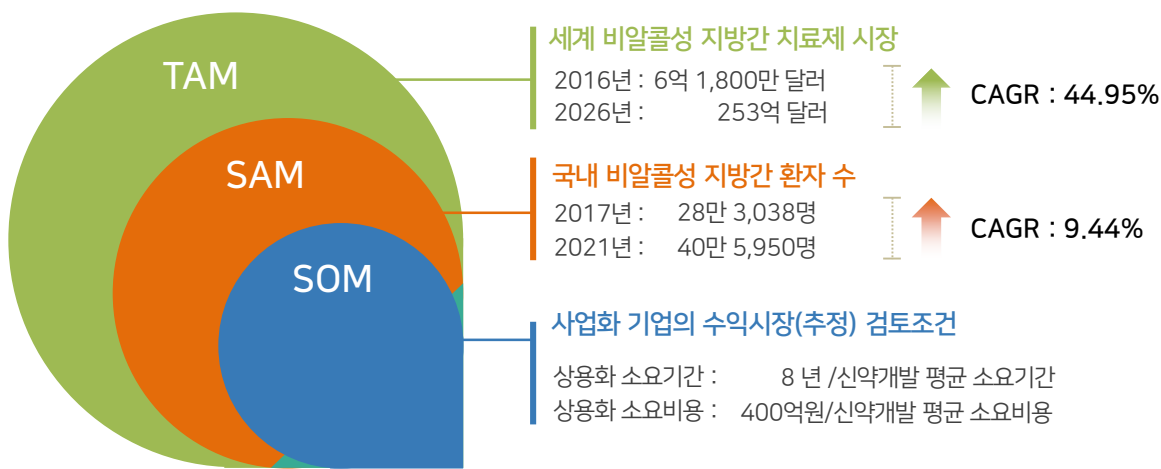 TAM
SAM
SOM
세계 비알콜성 지방간 치료제 시장
2016년 : 6억 1,800만 달러
2026년 : 253억 달러
CAGR : 44.95%
국내 비알콜성 지방간 환자 수
2017년 : 28만 3,038명
2021년 : 40만 5,950명
CAGR : 9.44%
사업화 기업의 수익시장(추정) 검토조건
상용화 소요기간 : 8 년 /신약개발 평균 소요기간
상용화 소요비용 : 400억원/신약개발 평균 소요비용